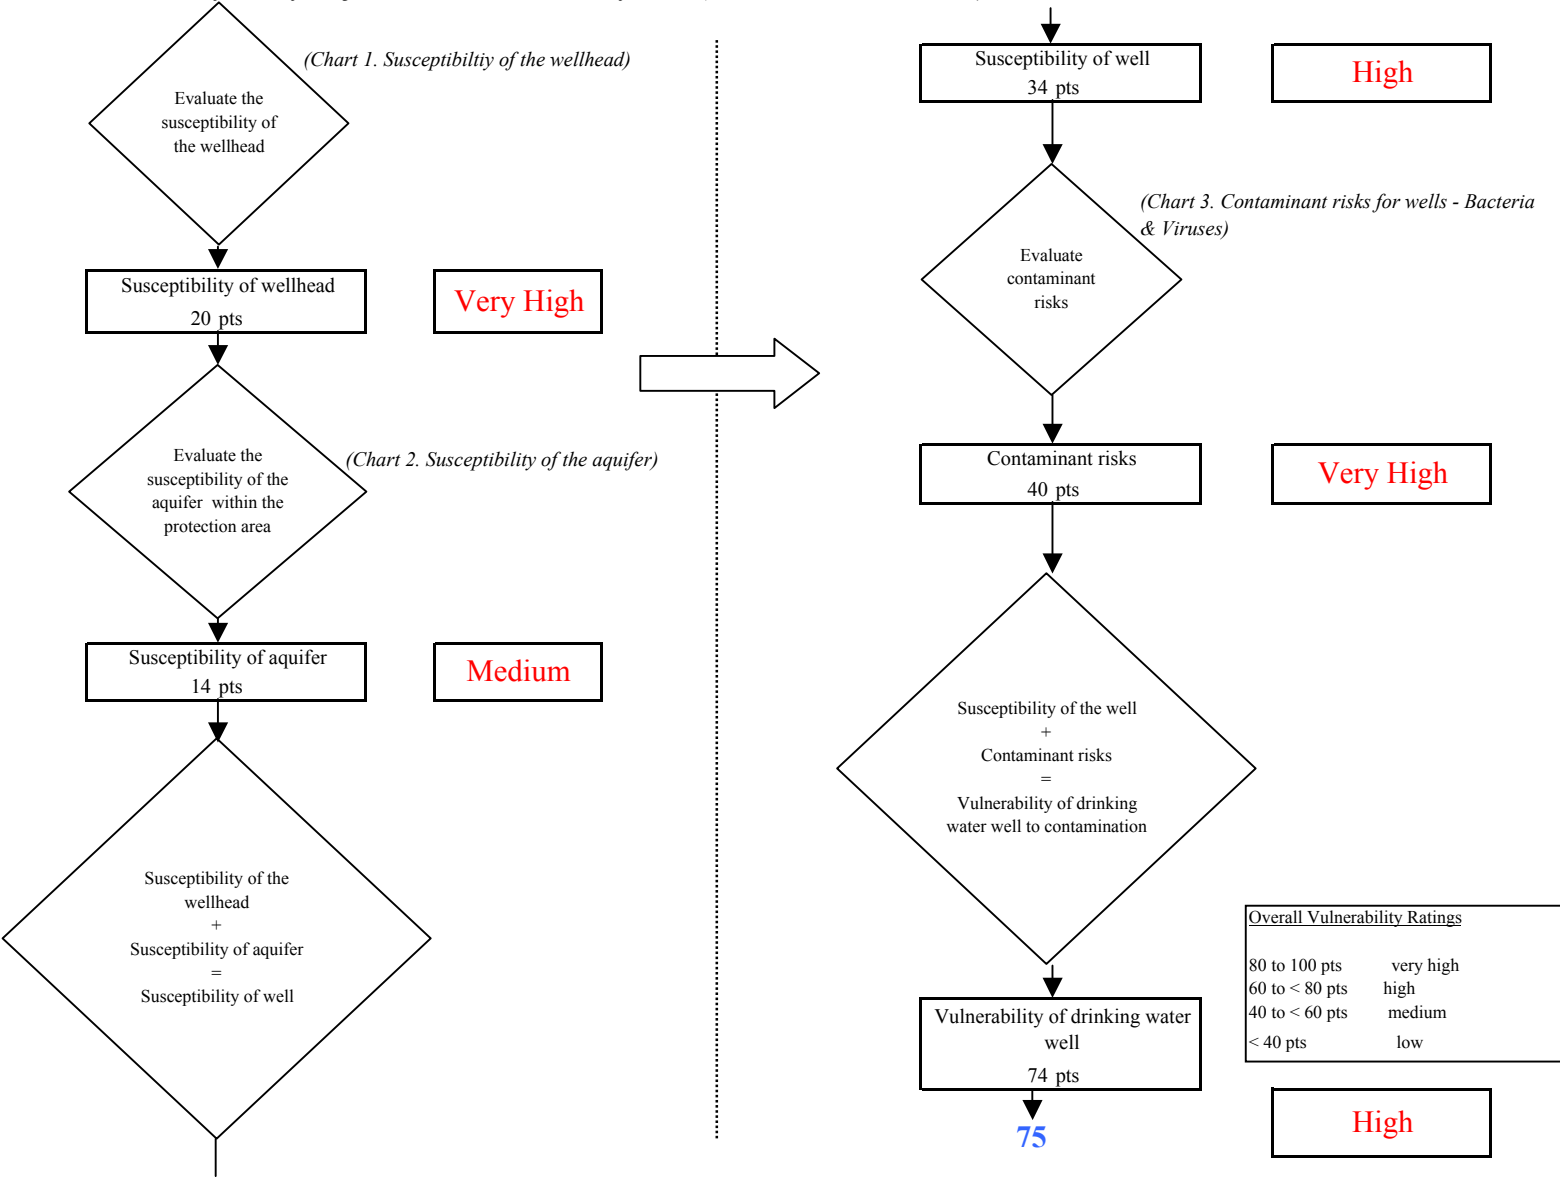 (Chart 1. Susceptibiltiy of the wellhead)
Evaluate the
susceptibility of
the wellhead
Susceptibility of wellhead
20 pts
Very High
Evaluate the
susceptibility of the
aquifer within the
protection area
(Chart 2. Susceptibility of the aquifer)
Susceptibility of aquifer
14 pts
Medium
Susceptibility of the
wellhead
+
Susceptibility of aquifer
=
Susceptibility of well
Susceptibility of well
34 pts
High
(Chart 3. Contaminant risks for wells - Bacteria
& Viruses)
Evaluate
contaminant
risks
Contaminant risks
40 pts
Very High
Susceptibility of the well
+
Contaminant risks
=
Vulnerability of drinking
water well to contamination
Overall Vulnerability Ratings
80 to 100 pts very high
60 to < 80 pts high
40 to < 60 pts medium
< 40 pts low
Vulnerability of drinking water
well
74 pts
75
High